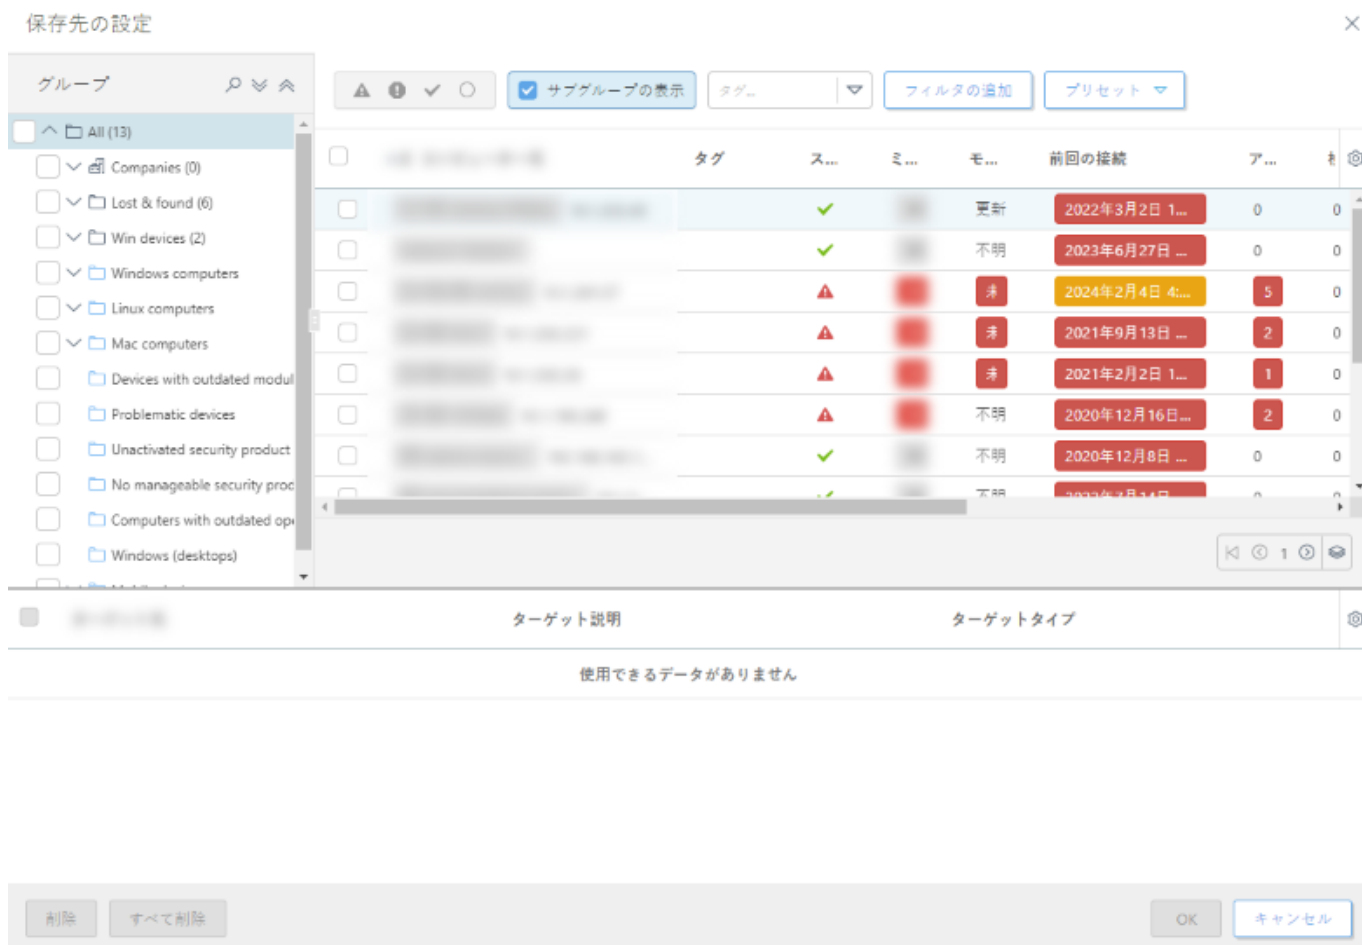 保存先の設定
グループ
サブグループの表示
タグ...
フィルタの追加
プリセット
All (13)
Companies (0)
Lost & found (6)
Win devices (2)
Windows computers
Linux computers
Mac computers
Devices with outdated modul
Problematic devices
Unactivated security product
No manageable security prod
Computers with outdated ope
Windows (desktops)
タグ ス... ミ... モ... 前回の接続 ア...
更新 2022年3月2日 1... 0 0
不明 2023年6月27日 ... 0 0
未 2024年2月4日 4:... 5 0
未 2021年9月13日 ... 2 0
未 2021年2月2日 1... 1 0
不明 2020年12月16日... 2 0
不明 2020年12月8日 ... 0 0
1
ターゲット説明 ターゲットタイプ
使用できるデータがありません
削除 すべて削除 OK キャンセル